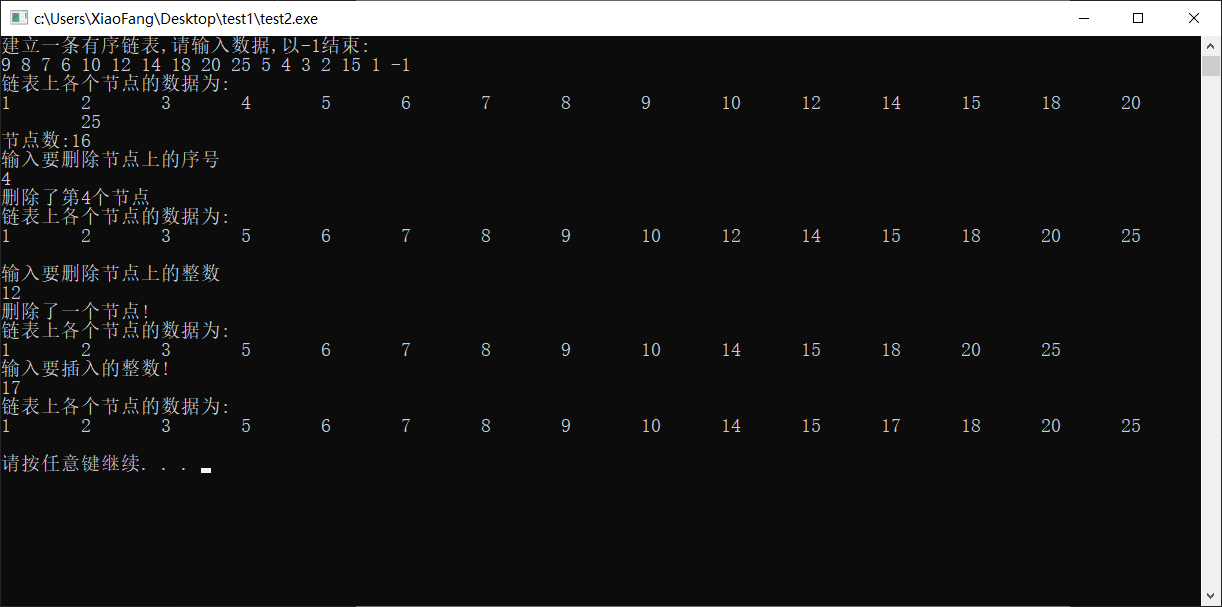 c:\Users\XiaoFang\Desktop\test1\test2.exe
建立一条有序链表,请输入数据,以-1结束:
9 8 7 6 10 12 14 18 20 25 5 4 3 2 15 1 -1
链表上各个节点的数据为:
1 2 3 4 5 6 7 8 9 10 12 14 15 18 20
25
节点数:16
输入要删除节点上的序号
4
删除了第4个节点
链表上各个节点的数据为:
1 2 3 5 6 7 8 9 10 12 14 15 18 20 25
输入要删除节点上的整数
12
删除了一个节点!
链表上各个节点的数据为:
1 2 3 5 6 7 8 9 10 14 15 18 20 25
输入要插入的整数!
17
链表上各个节点的数据为:
1 2 3 5 6 7 8 9 10 14 15 17 18 20 25
请按任意键继续. . .